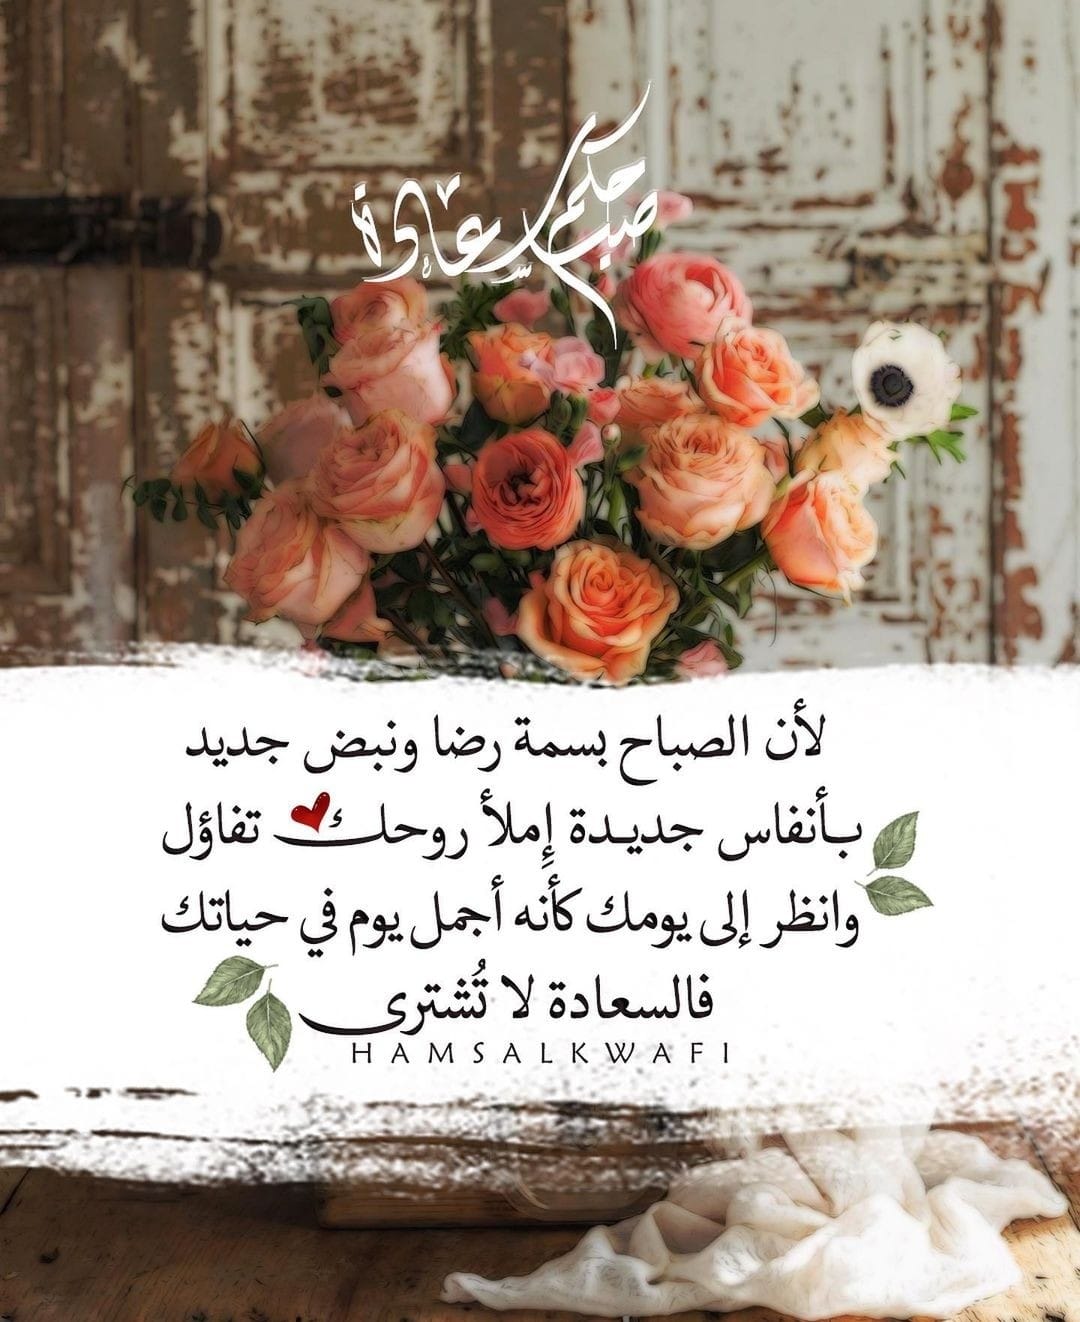 صباحكم سعادة
لأن الصباح بسمة رضا ونبض جديد
بأنفاس جديدة إِملأ روحك تفاؤل
وانظر إلى يومك كأنه أجمل يوم في حياتك
فالسعادة لا تُشترى
HAMSALKWAFI